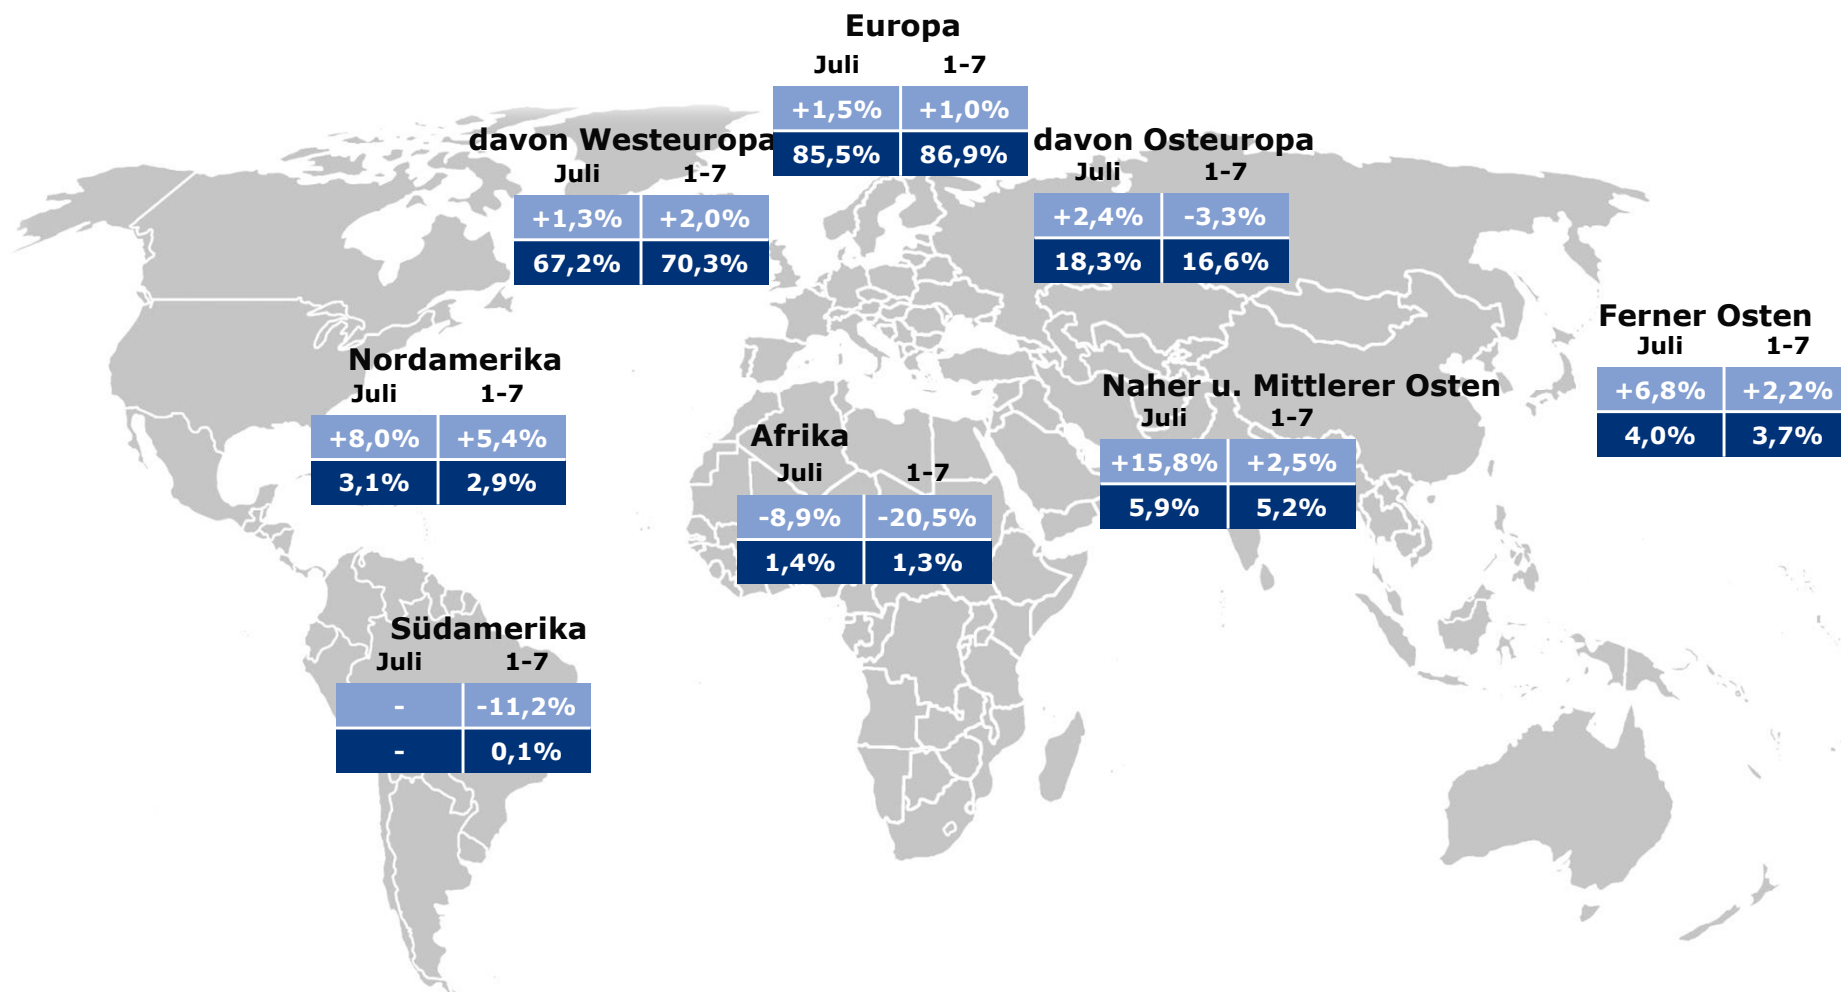 Europa
Juli 1-7
+1,5% +1,0%
85,5% 86,9%
davon Westeuropa
Juli 1-7
+1,3% +2,0%
67,2% 70,3%
davon Osteuropa
Juli 1-7
+2,4% -3,3%
18,3% 16,6%
Ferner Osten
Juli 1-7
+6,8% +2,2%
4,0% 3,7%
Nordamerika
Juli 1-7
+8,0% +5,4%
3,1% 2,9%
Naher u. Mittlerer Osten
Juli 1-7
+15,8% +2,5%
5,9% 5,2%
Afrika
Juli 1-7
-8,9% -20,5%
1,4% 1,3%
Südamerika
Juli 1-7
- -11,2%
- 0,1%